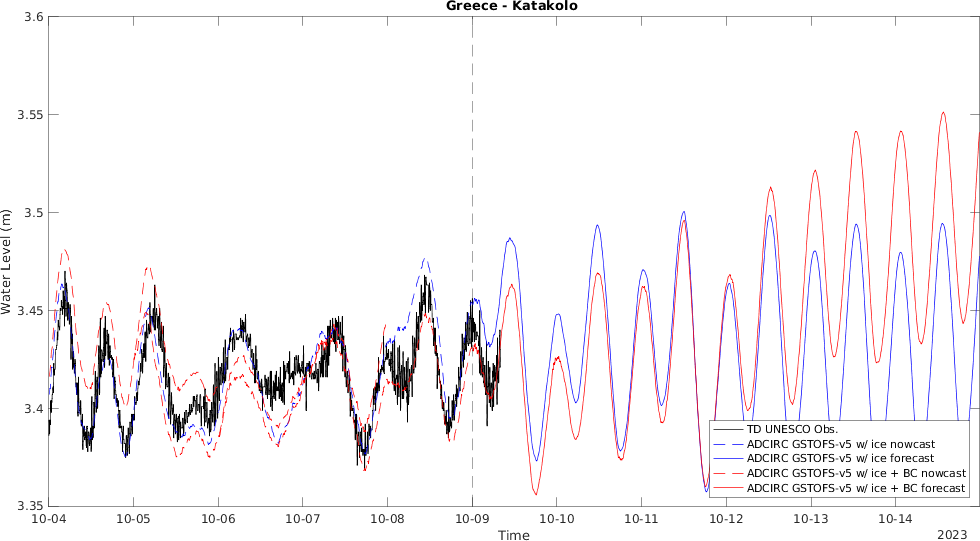 Greece - Katakolo
3.6
3.55
3.5
3.45
3.4
3.35
Water Level (m)
TD UNESCO Obs.
ADCIRC GSTOFS-v5 w/ ice nowcast
ADCIRC GSTOFS-v5 w/ ice forecast
ADCIRC GSTOFS-v5 w/ ice + BC nowcast
ADCIRC GSTOFS-v5 w/ ice + BC forecast
10-04 10-05 10-06 10-07 10-08 10-09 10-10 10-11 10-12 10-13 10-14
Time
2023